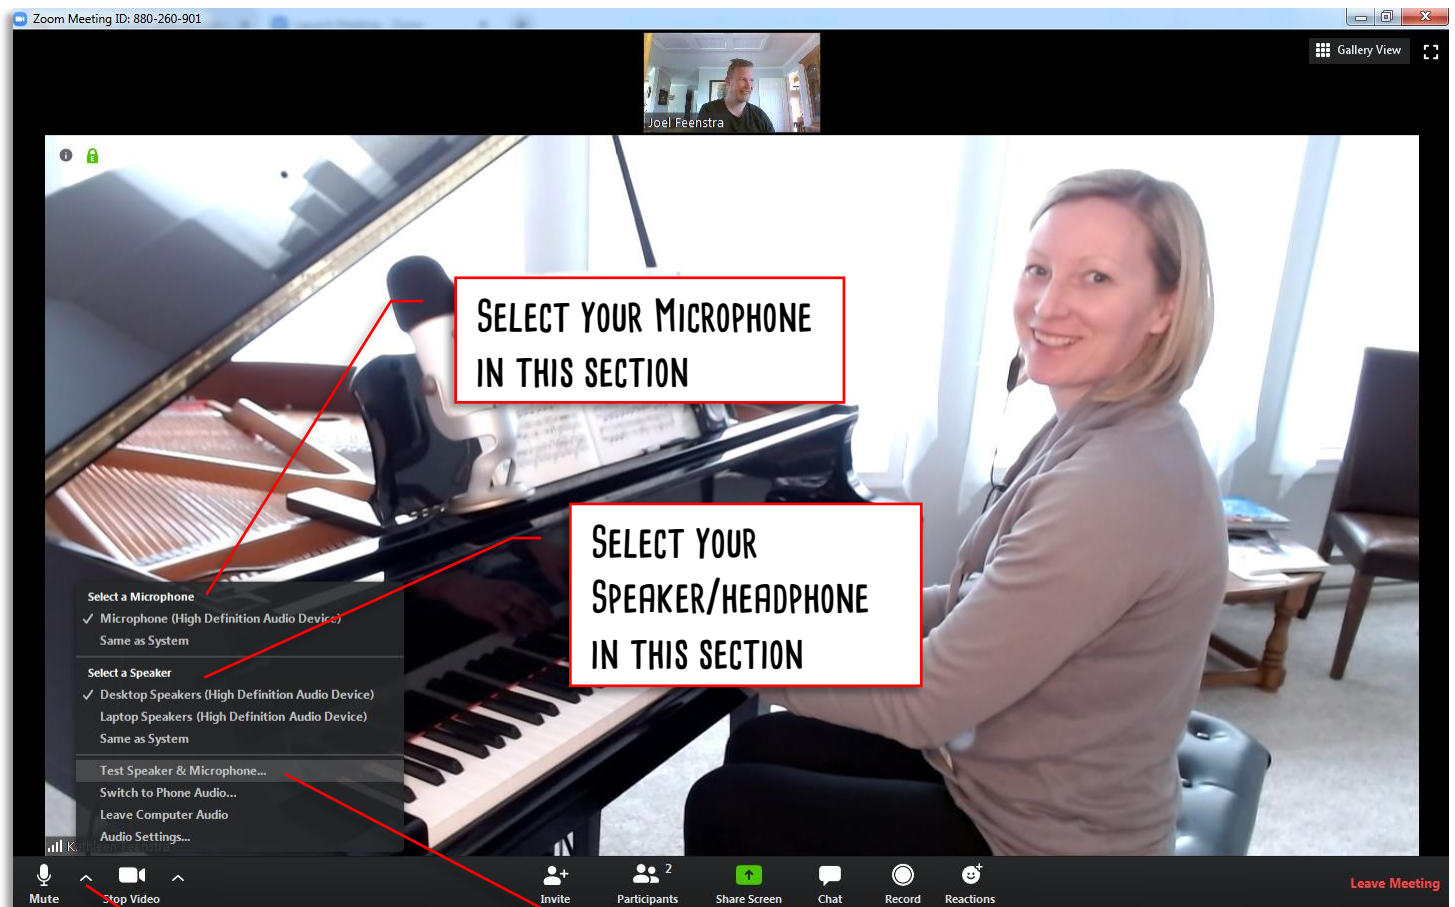 Zoom Meeting ID: 880-260-901
Gallery View
Joel Feenstra
Select your Microphone
in this section
Select your
Speaker/headphone
in this section
Select a Microphone
✓ Microphone (High Definition Audio Device)
Same as System
Select a Speaker
✓ Desktop Speakers (High Definition Audio Device)
Laptop Speakers (High Definition Audio Device)
Same as System
Test Speaker & Microphone...
Switch to Phone Audio...
Leave Computer Audio
Audio Settings...
Kathleen Feenstra
Mute
Stop Video
Invite
2
Participants
Share Screen
Chat
Record
Reactions
Leave Meeting